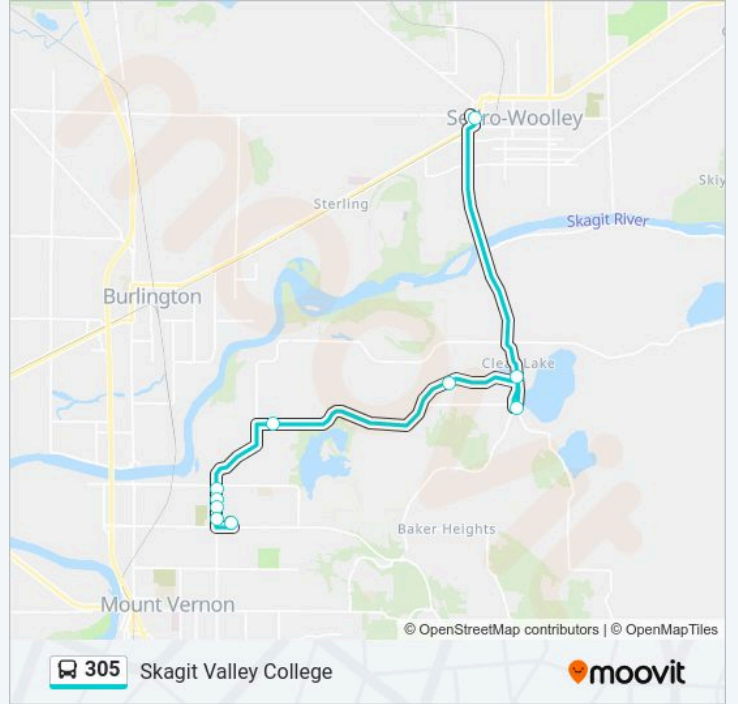 Sedro-Woolley
Skiy
Sterling
Skagit River
Burlington
Clear Lake
Baker Heights
Mount Vernon
© OpenStreetMap contributors | © OpenMapTiles
305 Skagit Valley College
moovit